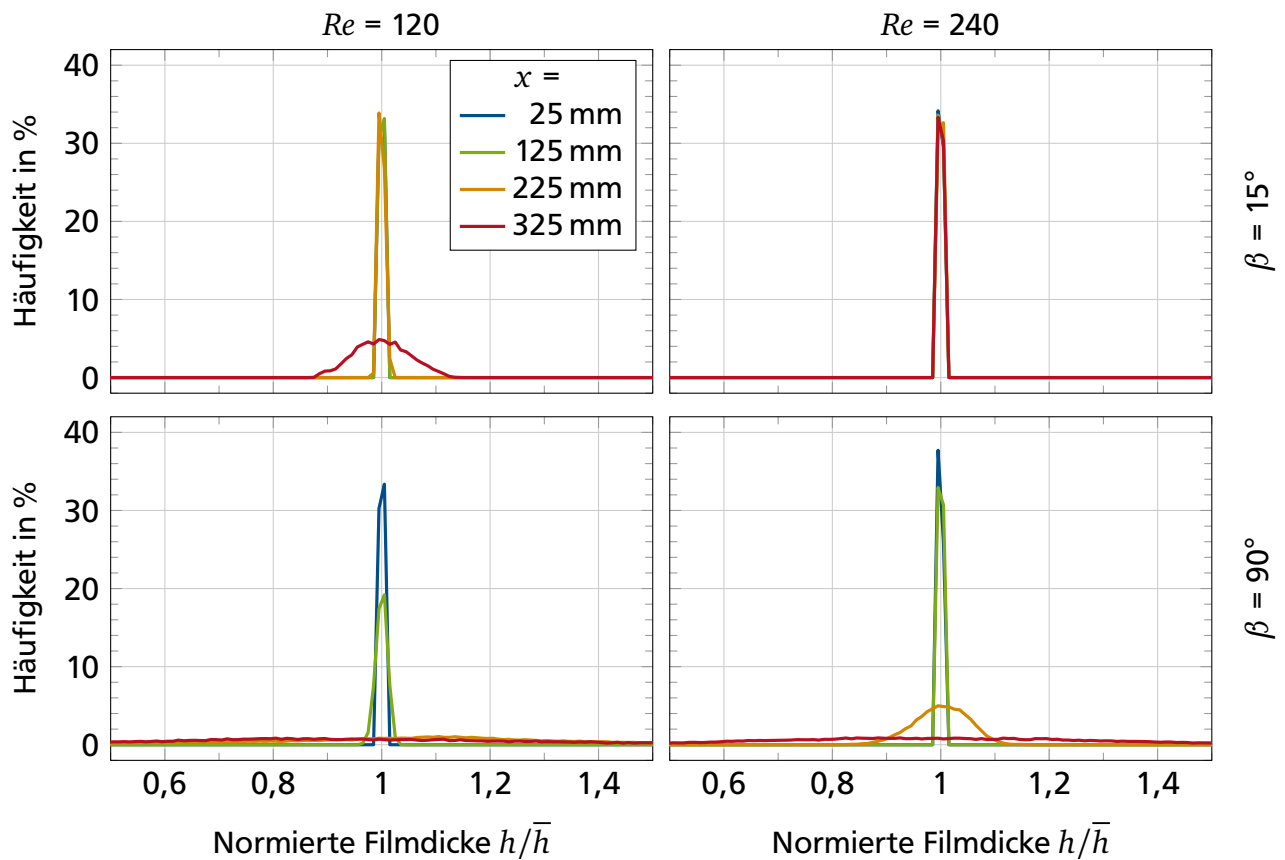 Re = 120
Re = 240
40
30
20
10
0
Häufigkeit in %
x =
25 mm
125 mm
225 mm
325 mm
β = 15°
40
30
20
10
0
Häufigkeit in %
β = 90°
0,6
0,8
1
1,2
1,4
0,6
0,8
1
1,2
1,4
Normierte Filmdicke h/h̅
Normierte Filmdicke h/h̅